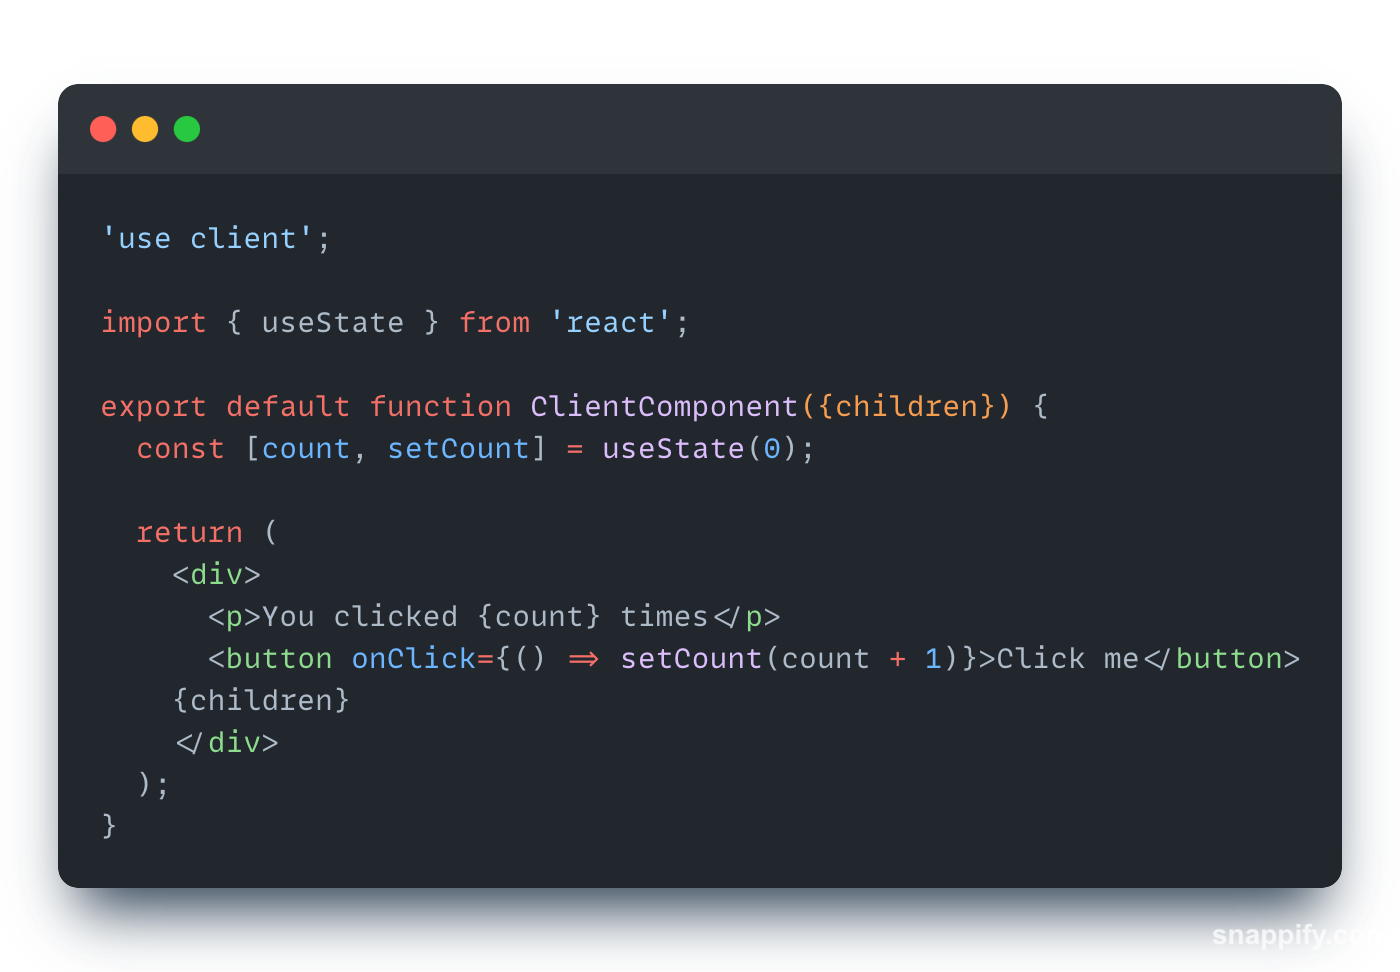 'use client';
import { useState } from 'react';
export default function ClientComponent({children}) {
  const [count, setCount] = useState(0);
  return (
    <div>
      <p>You clicked {count} times</p>
      <button onClick={() => setCount(count + 1)}>Click me</button>
    {children}
    </div>
  );
}
snappify.com